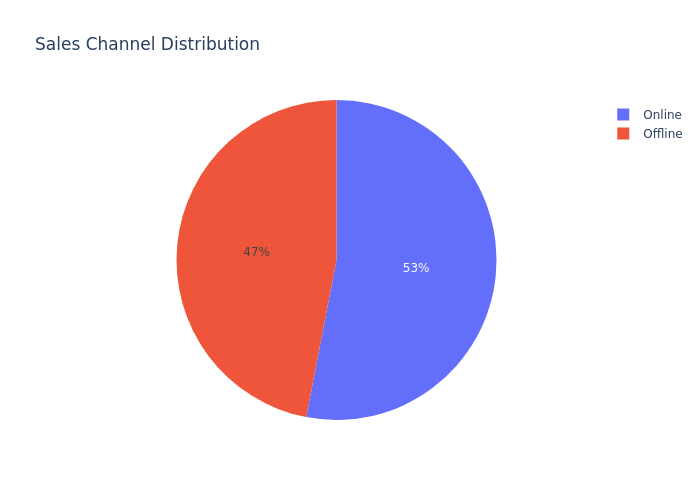 Sales Channel Distribution
Online
Offline
47%
53%